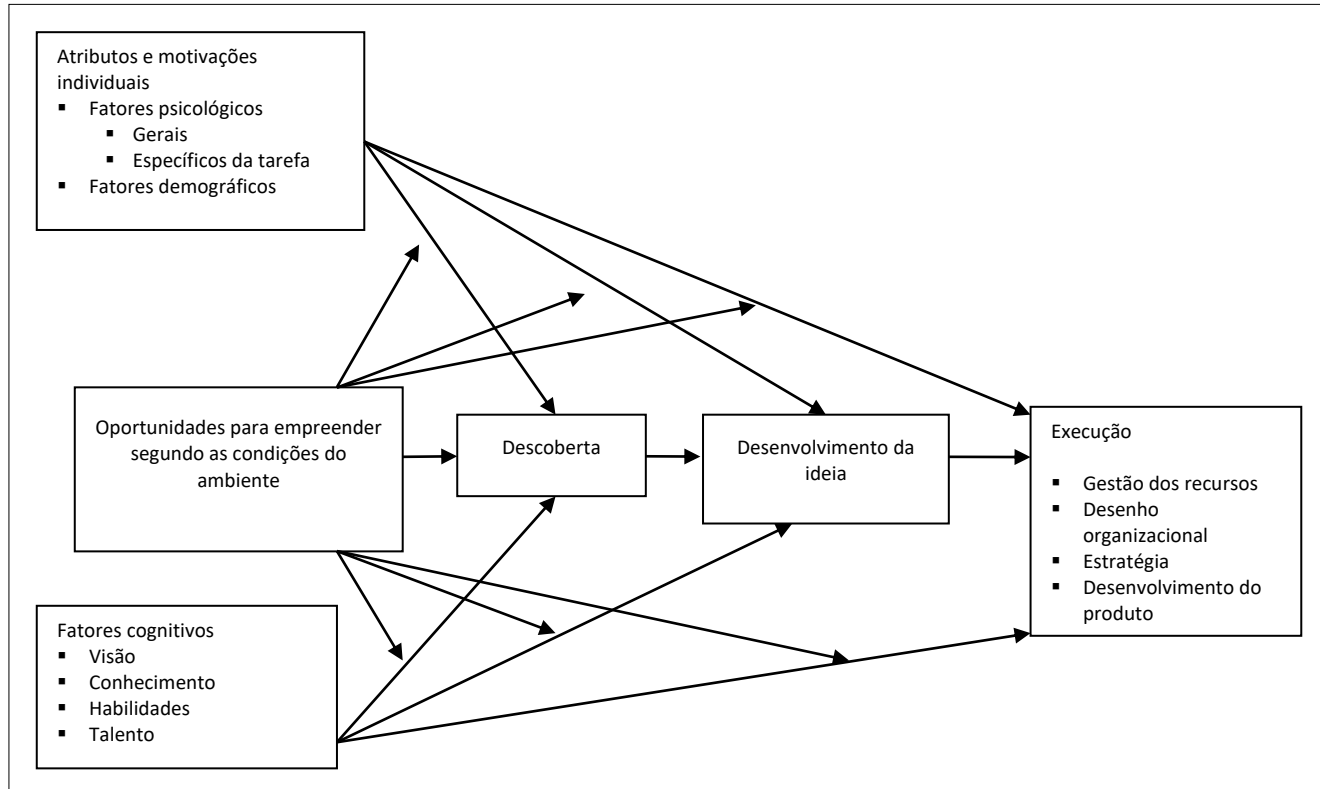 Atributos e motivações
individuais
▪ Fatores psicológicos
▪ Gerais
▪ Específicos da tarefa
▪ Fatores demográficos
Oportunidades para empreender
segundo as condições do
ambiente
Descoberta
Desenvolvimento da
ideia
Execução
▪ Gestão dos recursos
▪ Desenho
organizacional
▪ Estratégia
▪ Desenvolvimento do
produto
Fatores cognitivos
▪ Visão
▪ Conhecimento
▪ Habilidades
▪ Talento